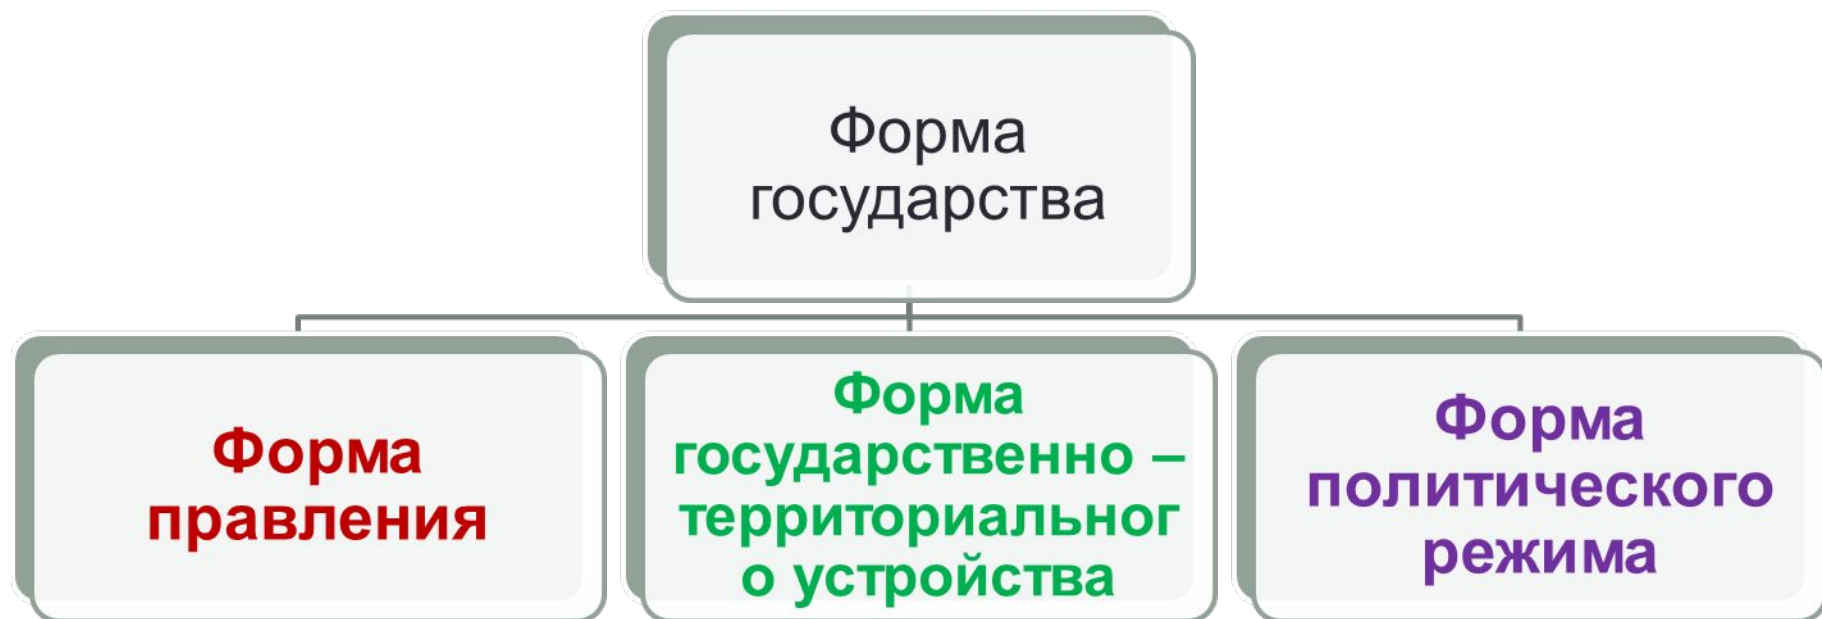 Форма
государства
Форма
правления
Форма
государственно –
территориальног
о устройства
Форма
политического
режима